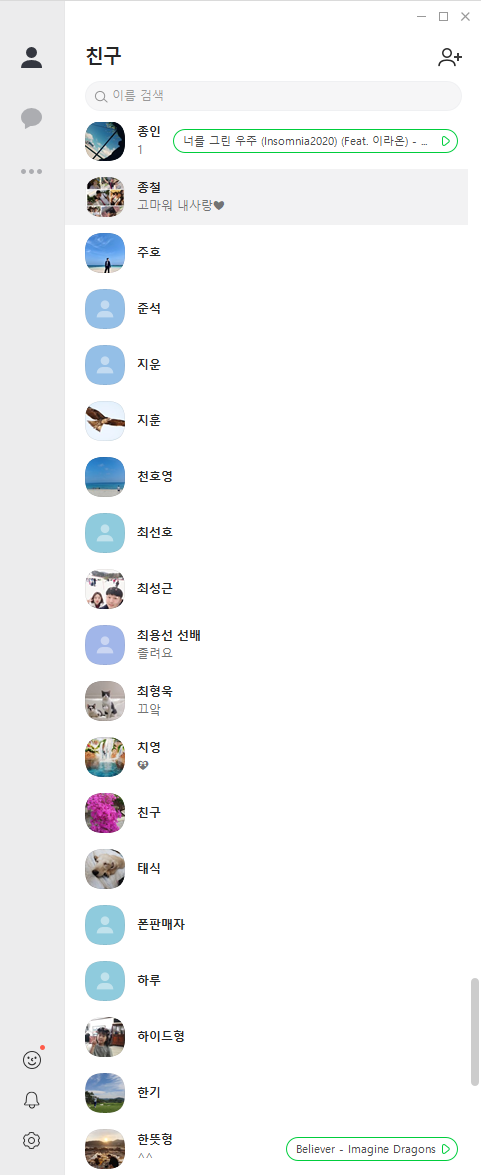 친구
이름 검색
종인
1
너를 그린 우주 (Insomnia2020) (Feat. 이라온) - ...
종철
고마워 내사랑♥
주호
준석
지운
지훈
천호영
최선호
최성근
최용선 선배
졸려요
최형욱
끄앜
치영
친구
태식
폰판매자
하루
하이드형
한기
한뜻형
^^
Believer - Imagine Dragons